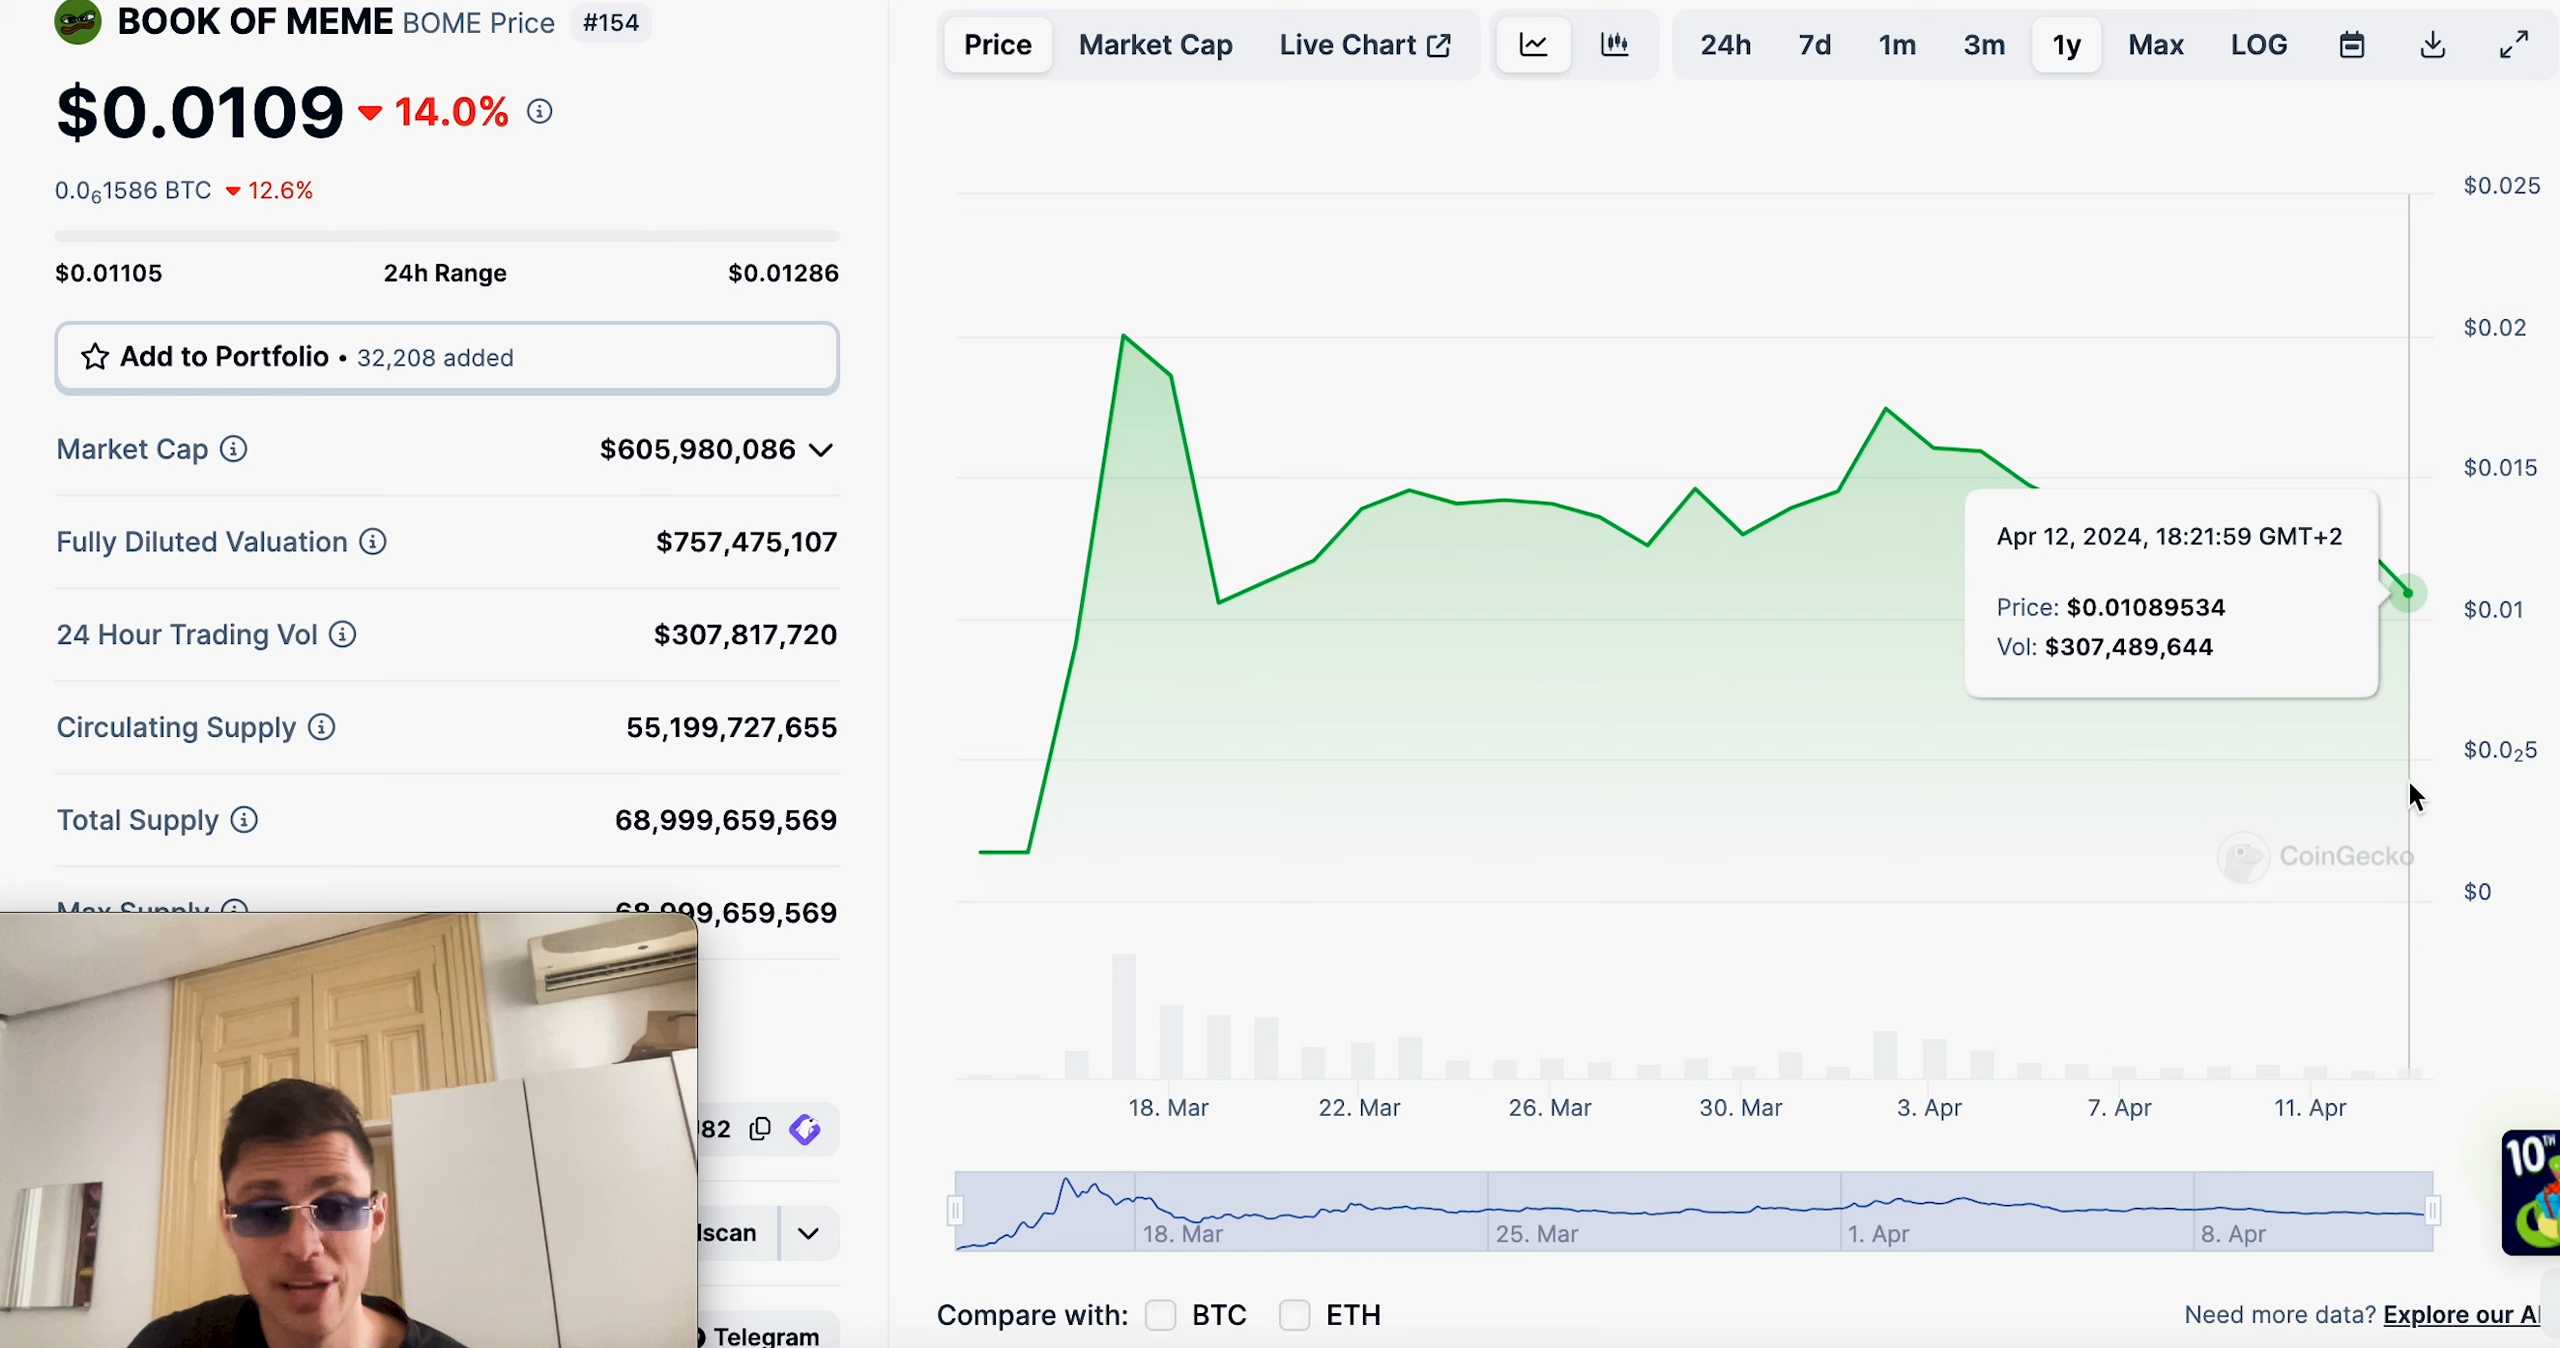 BOOK OF MEME BOME Price #154
$0.0109 14.0%
0.0₆1586 BTC 12.6%
$0.01105 24h Range $0.01286
Add to Portfolio • 32,208 added
Market Cap $605,980,086
Fully Diluted Valuation $757,475,107
24 Hour Trading Vol $307,817,720
Circulating Supply 55,199,727,655
Total Supply 68,999,659,569
Max Supply 68,999,659,569
82
lscan
Telegram
Price Market Cap Live Chart 24h 7d 1m 3m 1y Max LOG
$0.025
$0.02
$0.015
$0.01
$0.0₂5
$0
Apr 12, 2024, 18:21:59 GMT+2
Price: $0.01089534
Vol: $307,489,644
CoinGecko
18. Mar 22. Mar 26. Mar 30. Mar 3. Apr 7. Apr 11. Apr
18. Mar 25. Mar 1. Apr 8. Apr
10TH
Compare with: BTC ETH
Need more data? Explore our A